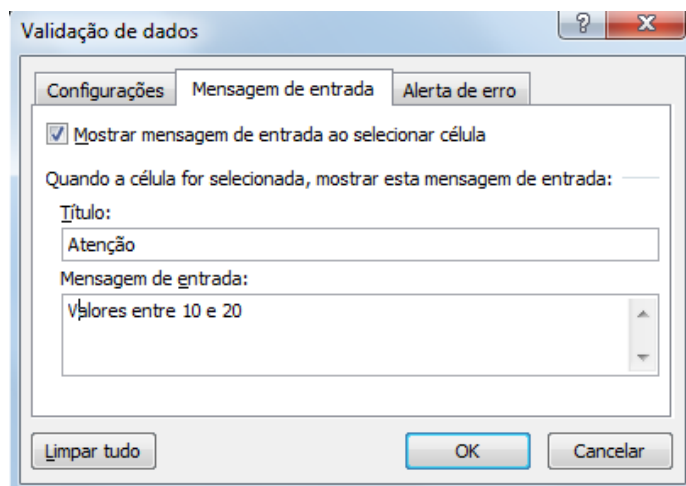 Validação de dados
Configurações Mensagem de entrada Alerta de erro
Mostrar mensagem de entrada ao selecionar célula
Quando a célula for selecionada, mostrar esta mensagem de entrada:
Título:
Atenção
Mensagem de entrada:
Valores entre 10 e 20
Limpar tudo OK Cancelar